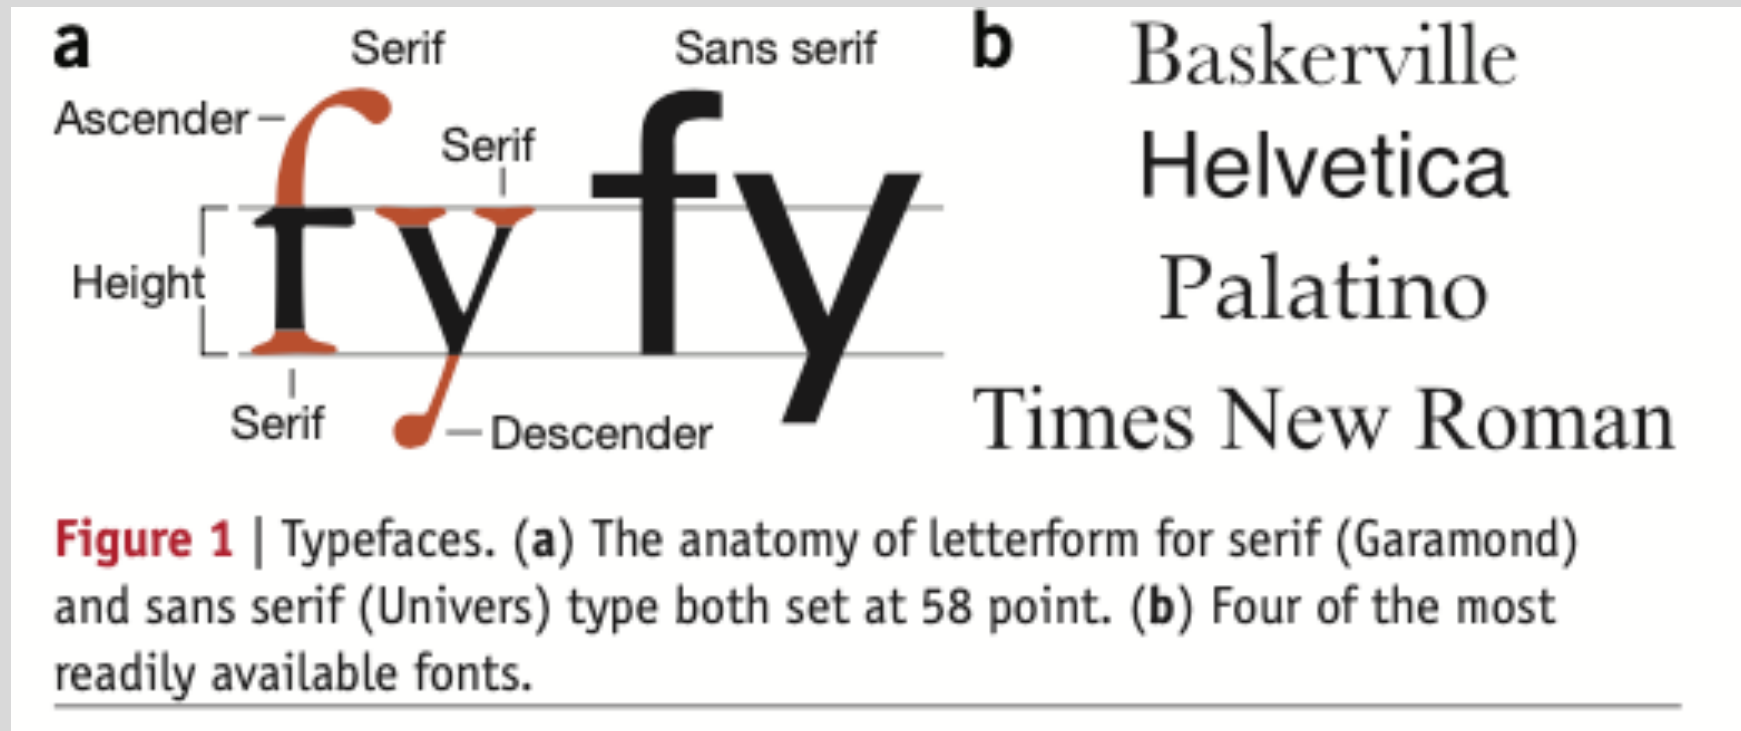 a
Serif
Sans serif
Ascender
Serif
fy
fy
Height
Serif
Descender
b
Baskerville
Helvetica
Palatino
Times New Roman
Figure 1 | Typefaces. (a) The anatomy of letterform for serif (Garamond)
and sans serif (Univers) type both set at 58 point. (b) Four of the most
readily available fonts.